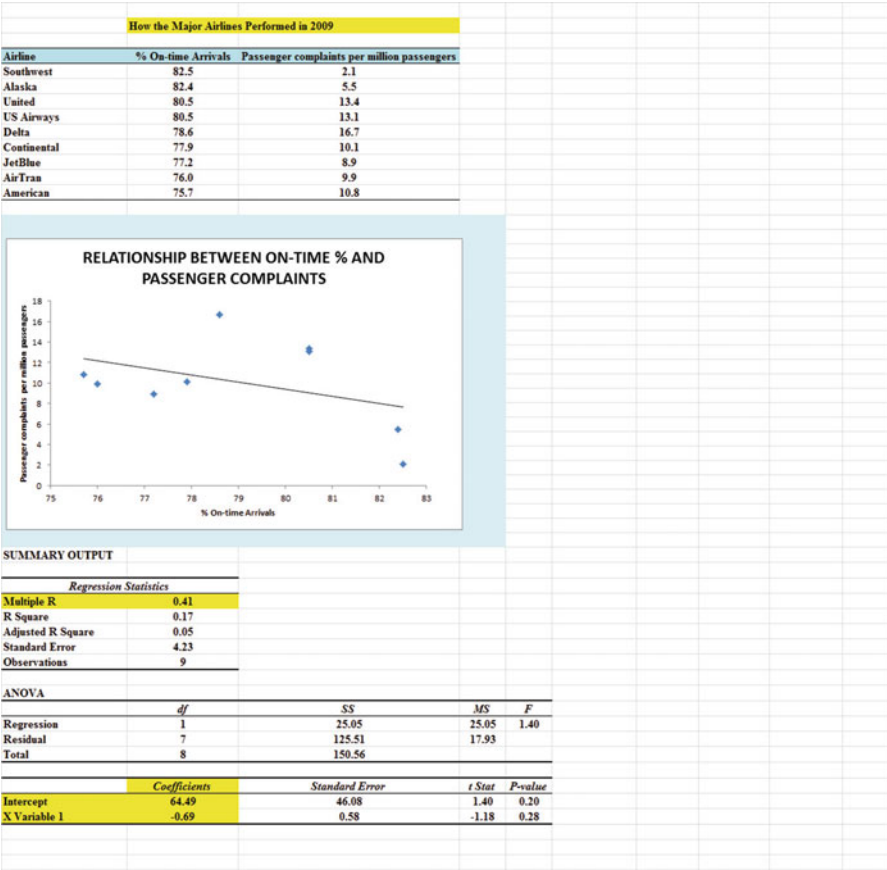 How the Major Airlines Performed in 2009
Airline % On-time Arrivals Passenger complaints per million passengers
Southwest 82.5 2.1
Alaska 82.4 5.5
United 80.5 13.4
US Airways 80.5 13.1
Delta 78.6 16.7
Continental 77.9 10.1
JetBlue 77.2 8.9
AirTran 76.0 9.9
American 75.7 10.8
RELATIONSHIP BETWEEN ON-TIME % AND
PASSENGER COMPLAINTS
Passenger complaints per million passengers
18
16
14
12
10
8
6
4
2
0
75 76 77 78 79 80 81 82 83
% On-time Arrivals
SUMMARY OUTPUT
Regression Statistics
Multiple R 0.41
R Square 0.17
Adjusted R Square 0.05
Standard Error 4.23
Observations 9
ANOVA
df SS MS F
Regression 1 25.05 25.05 1.40
Residual 7 125.51 17.93
Total 8 150.56
Coefficients Standard Error t Stat P-value
Intercept 64.49 46.08 1.40 0.20
X Variable 1 -0.69 0.58 -1.18 0.28